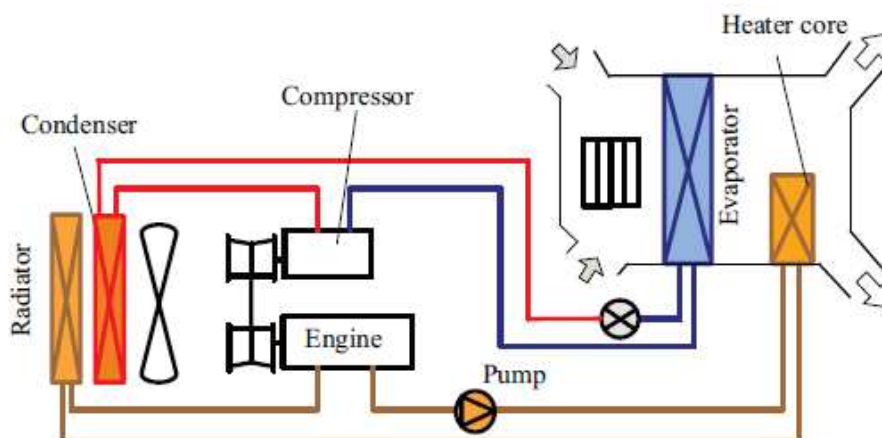 Heater core
Compressor
Condenser
Evaporator
Radiator
Engine
Pump